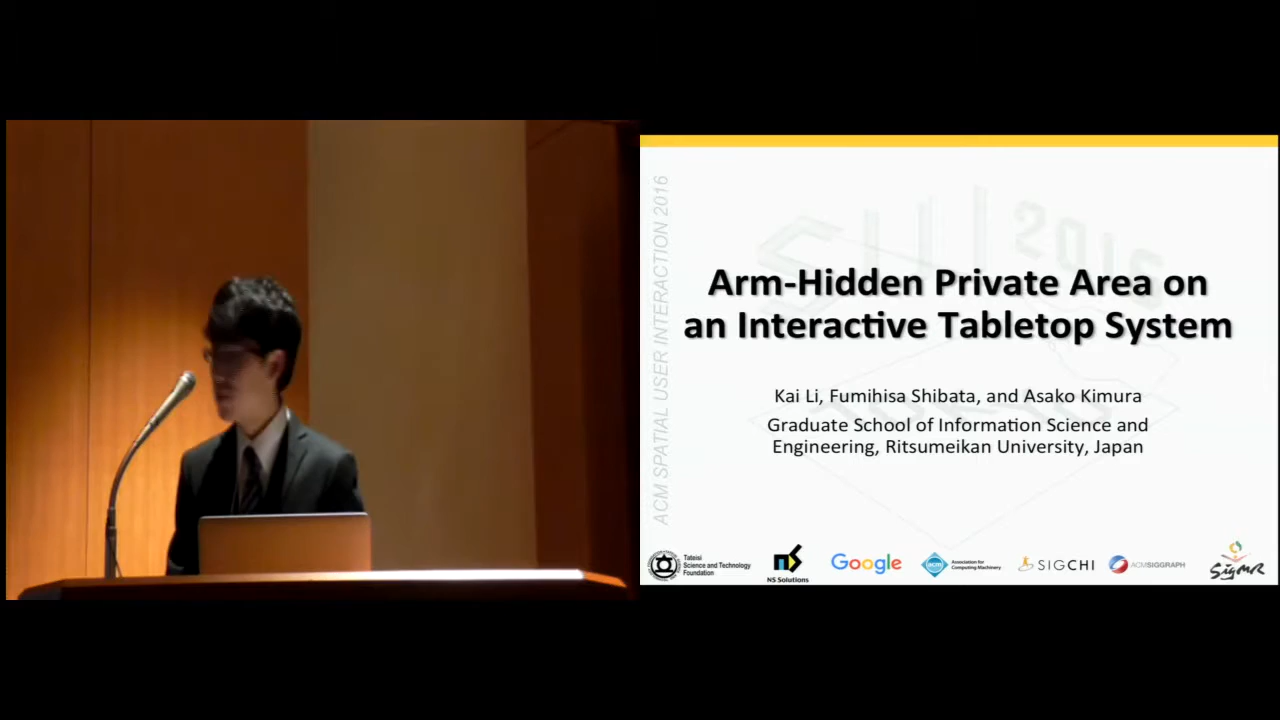 ACM SPATIAL USER INTERACTION 2016
Arm-Hidden Private Area on
an Interactive Tabletop System
Kai Li, Fumihisa Shibata, and Asako Kimura
Graduate School of Information Science and
Engineering, Ritsumeikan University, Japan
Tateisi
Science and Technology
Foundation
NS Solutions
Google
acm
Association for
Computing Machinery
SIGCHI
ACMSIGGRAPH
SigMR